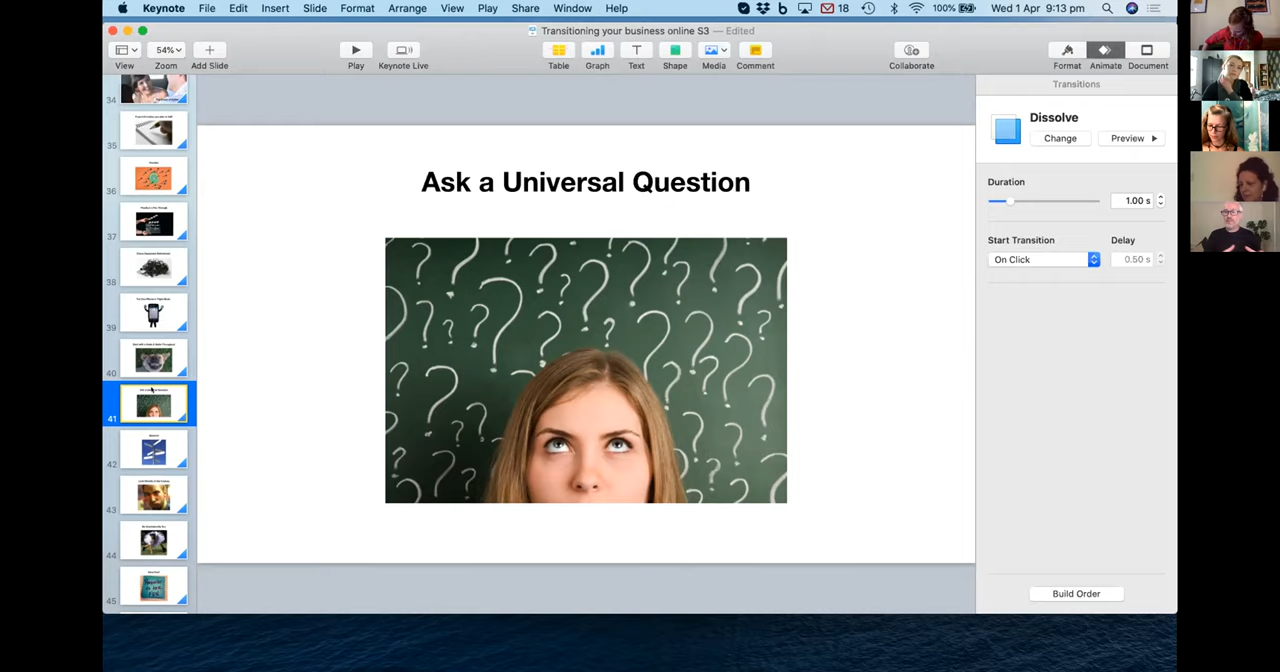 Keynote File Edit Insert Slide Format Arrange View Play Share Window Help 18 100% Wed 1 Apr 9:13 pm
Transitioning your business online S3 — Edited
54%
View Zoom Add Slide Play Keynote Live Table Graph Text Shape Media Comment Collaborate Format Animate Document
Transitions
Dissolve
Change Preview
Duration
1.00 s
Start Transition Delay
On Click 0.50 s
Build Order
Ask a Universal Question
34
35
36
37
38
39
40
41
42
43
44
45